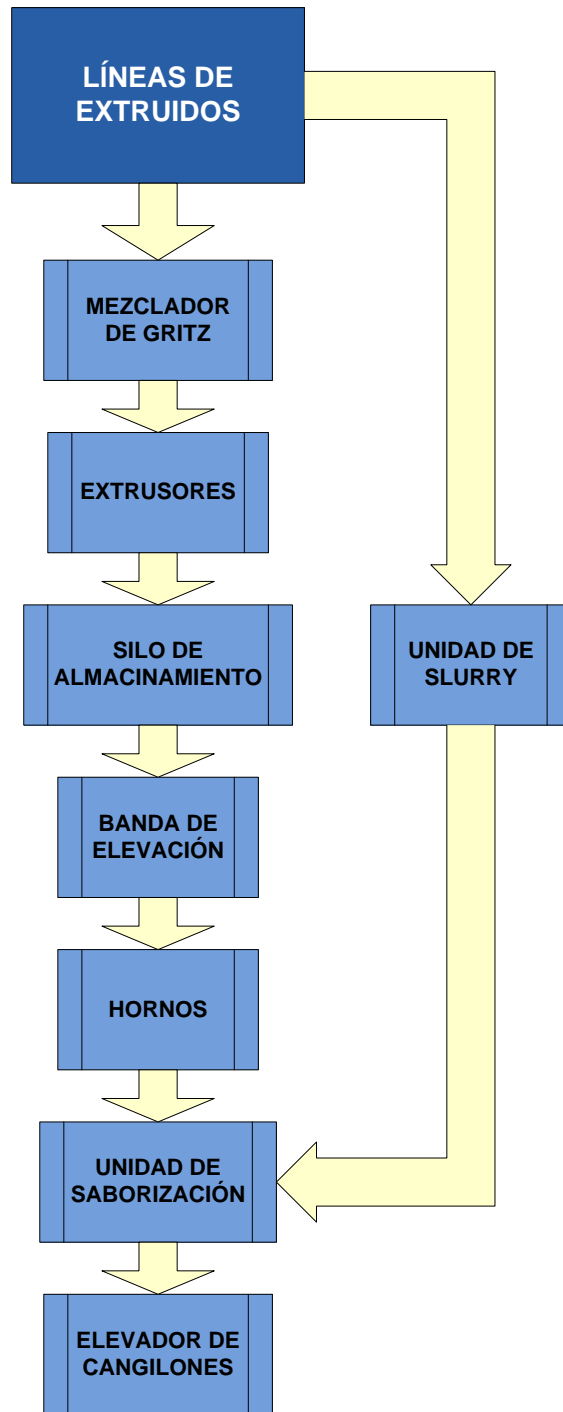 LÍNEAS DE
EXTRUIDOS
MEZCLADOR
DE GRITZ
EXTRUSORES
SILO DE
ALMACINAMIENTO
UNIDAD DE
SLURRY
BANDA DE
ELEVACIÓN
HORNOS
UNIDAD DE
SABORIZACIÓN
ELEVADOR DE
CANGILONES